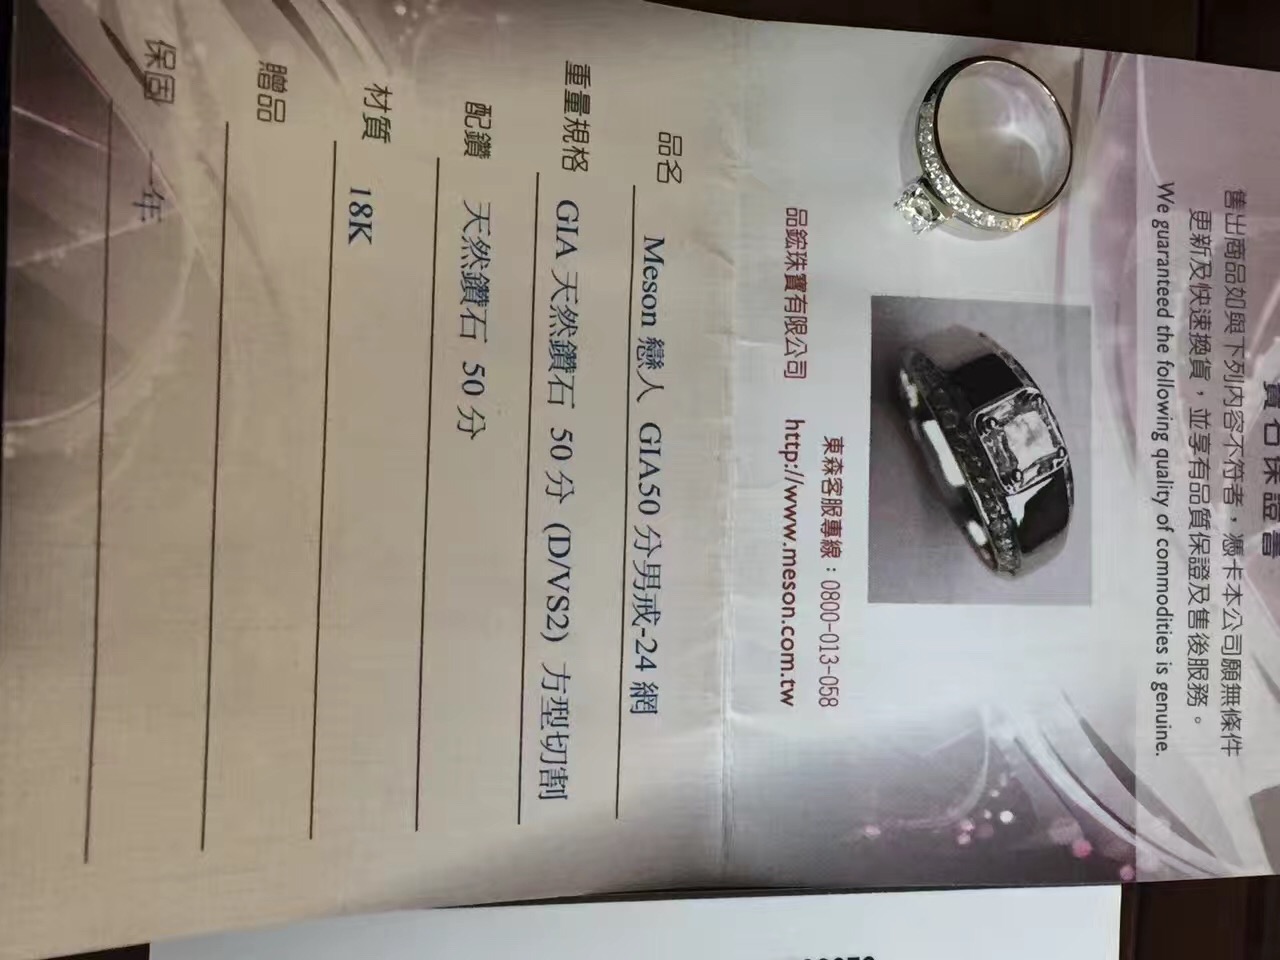 寶石保證書
售出商品如與下列內容不符者，憑卡本公司願無條件
更新及快速換貨，並享有品質保證及售後服務。
We guaranteed the following quality of commodities is genuine.
東森客服專線：0800-013-058
品鋐珠寶有限公司 http://www.meson.com.tw
品名 Meson 戀人 GIA50 分男戒-24 網
重量規格 GIA 天然鑽石 50 分 (D/VS2) 方型切割
配鑽 天然鑽石 50 分
材質 18K
贈品
保固 一年